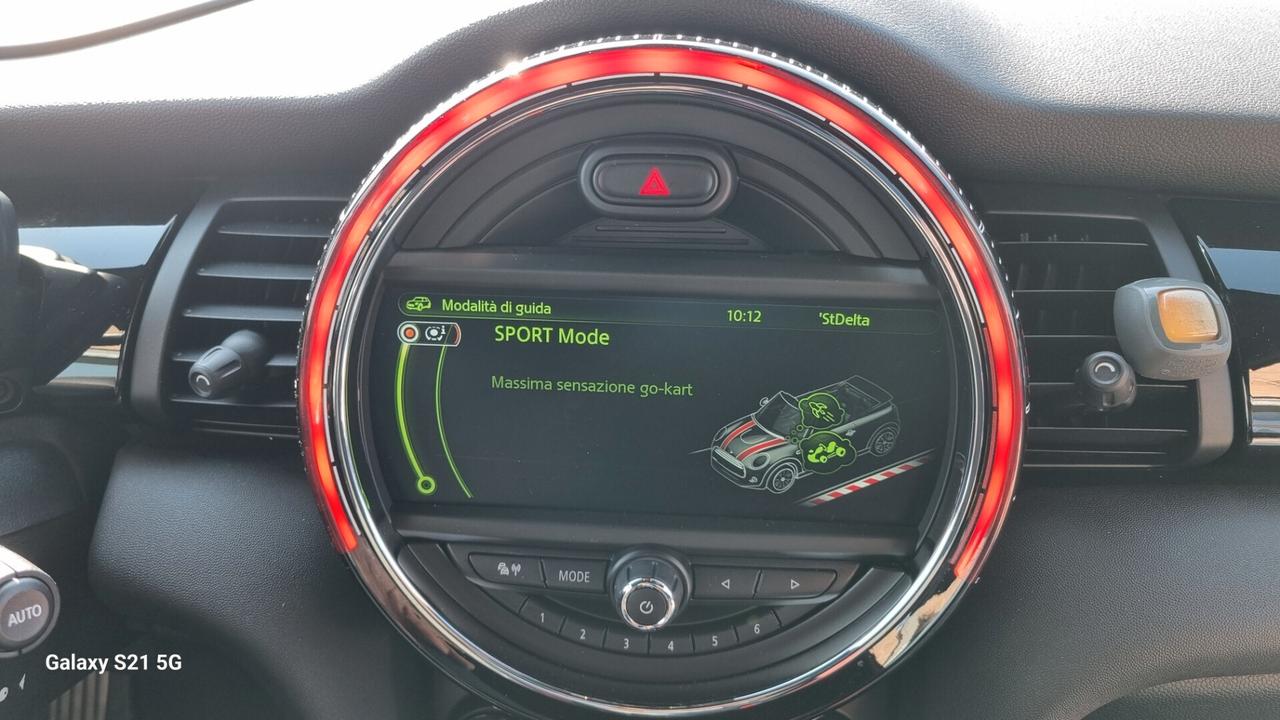 Modalità di guida 10:12 'StDelta
SPORT Mode
Massima sensazione go-kart
MODE
1 2 3 4 5 6
AUTO
Galaxy S21 5G